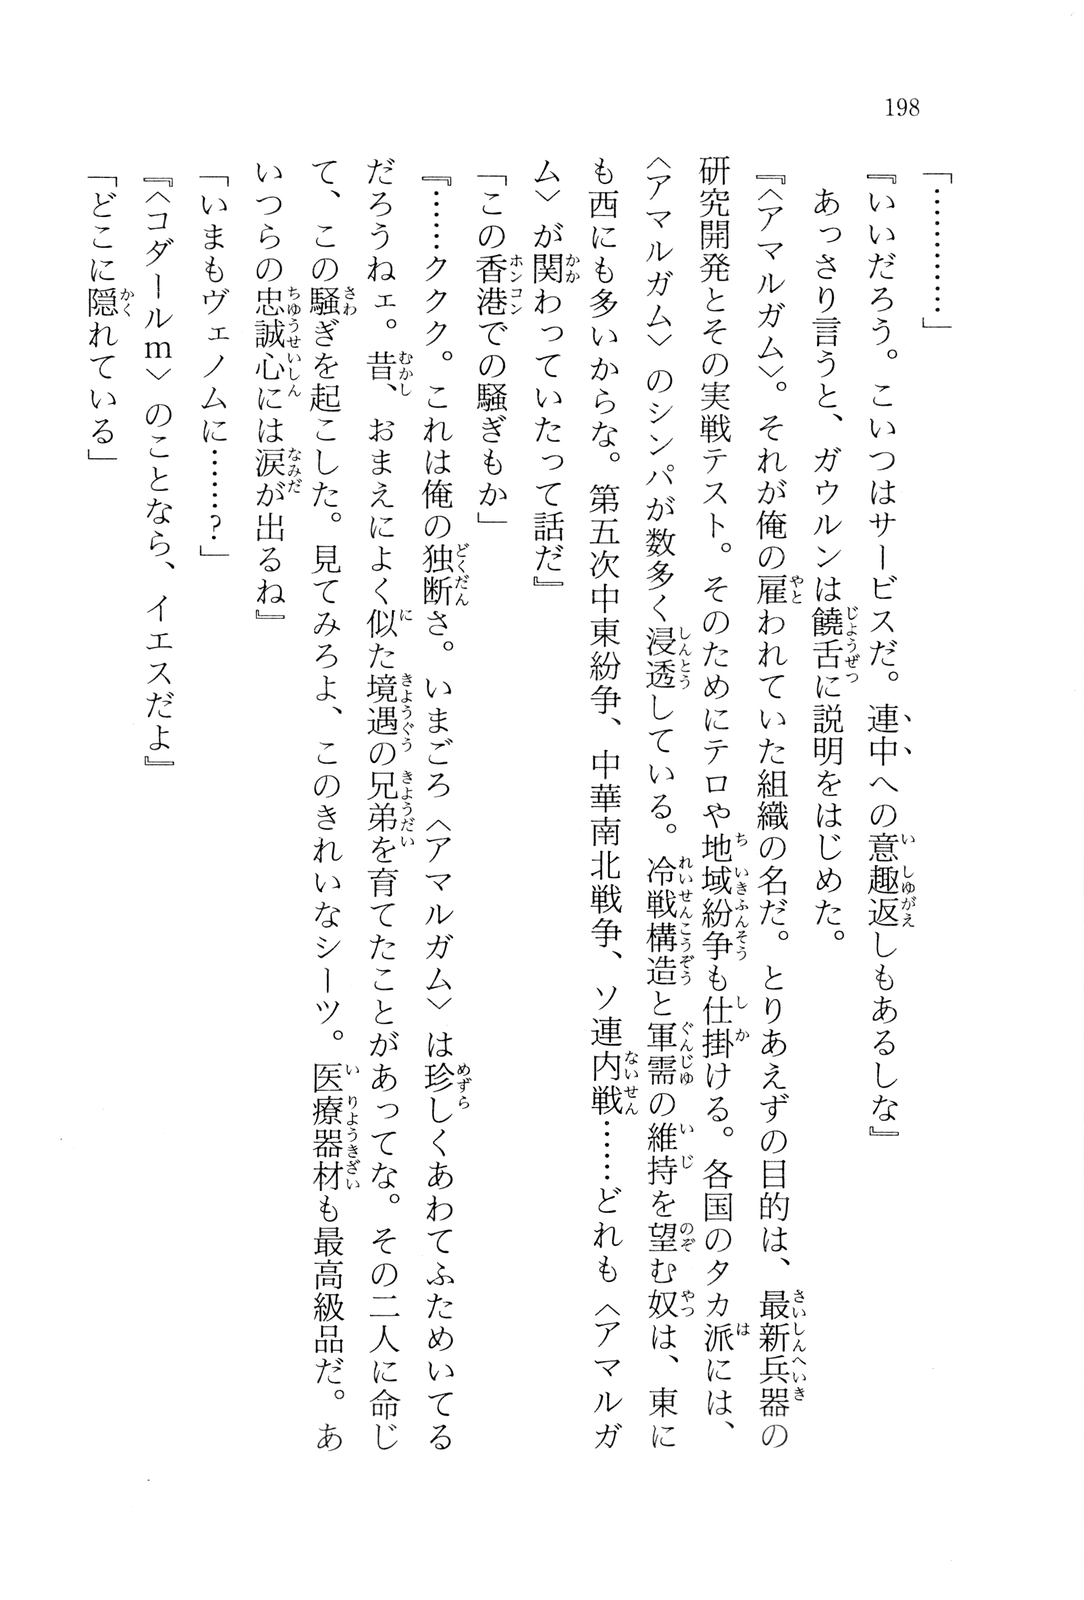 198
「…………」
『いいだろう。こいつはサービスだ。連中への意趣返しもあるしな』
　あっさり言うと、ガウルンは饒舌に説明をはじめた。
『〈アマルガム〉。それが俺の雇われていた組織の名だ。とりあえずの目的は、最新兵器の
研究開発とその実戦テスト。そのためにテロや地域紛争も仕掛ける。各国のタカ派には、
〈アマルガム〉のシンパが数多く浸透している。冷戦構造と軍需の維持を望む奴は、東に
も西にも多いからな。第五次中東紛争、中華南北戦争、ソ連内戦……どれも〈アマルガ
ム〉が関わっていたって話だ』
「この香港での騒ぎもか」
『……ククク。これは俺の独断さ。いまごろ〈アマルガム〉は珍しくあわてふためいてる
だろうねェ。昔、おまえによく似た境遇の兄弟を育てたことがあってな。その二人に命じ
て、この騒ぎを起こした。見てみろよ、このきれいなシーツ。医療器材も最高級品だ。あ
いつらの忠誠心には涙が出るね』
「いまもヴェノムに……？」
『〈コダールｍ〉のことなら、イエスだよ』
「どこに隠れている」